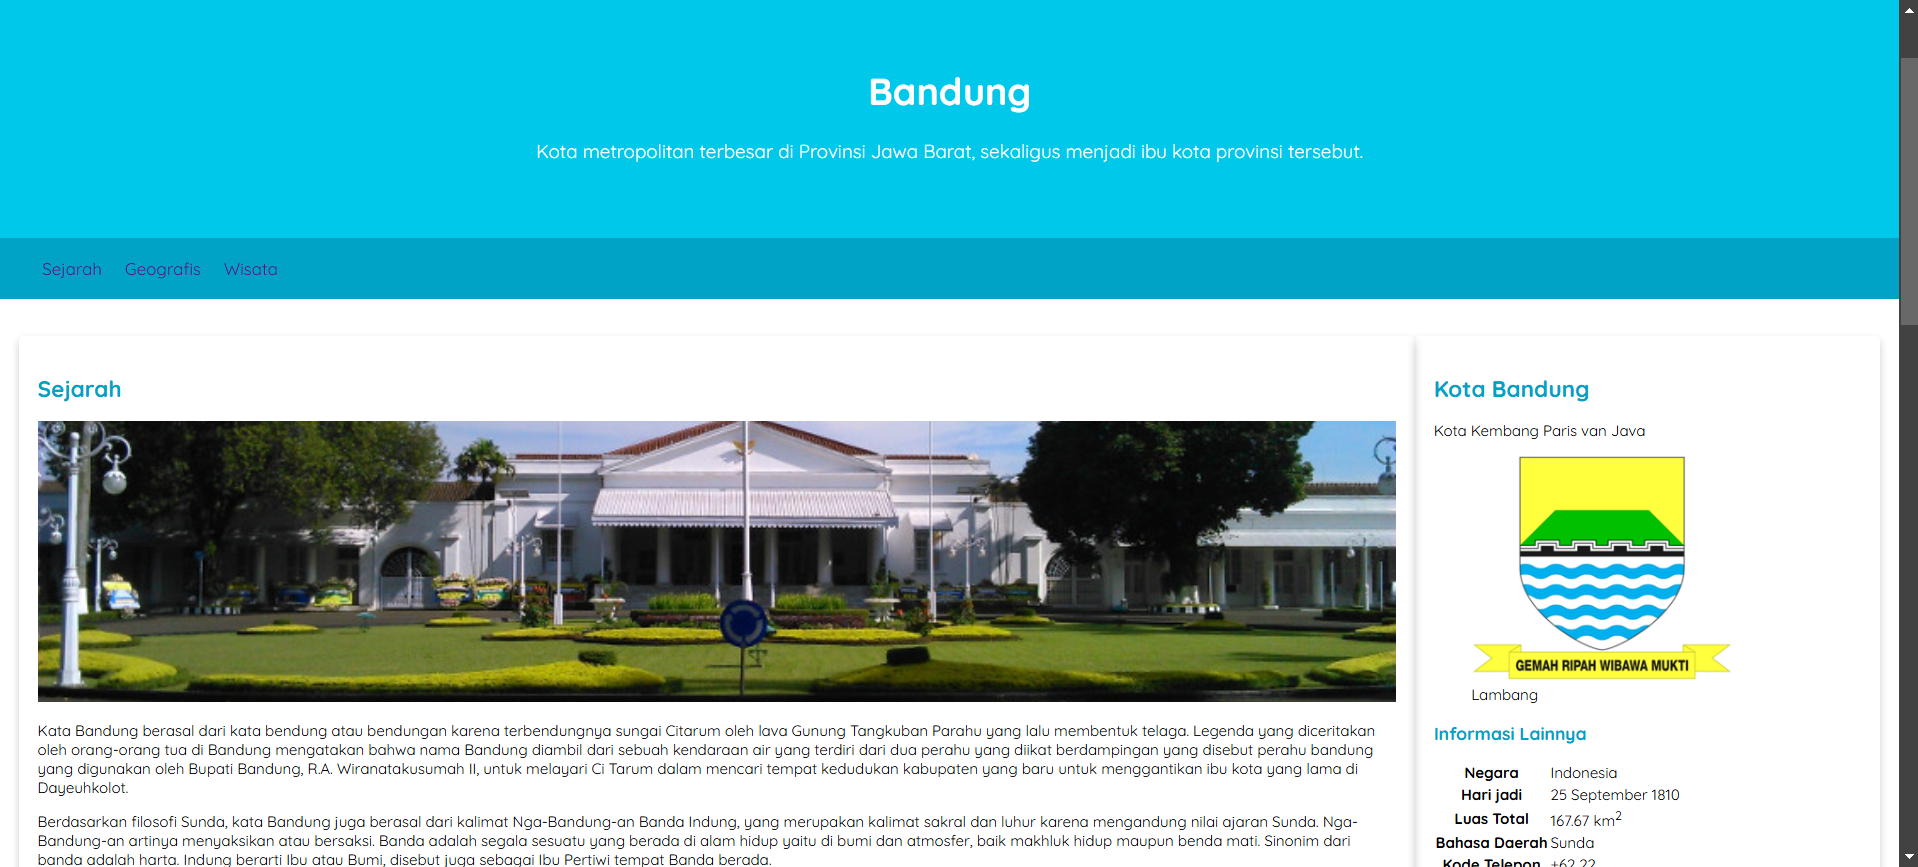 Bandung
Kota metropolitan terbesar di Provinsi Jawa Barat, sekaligus menjadi ibu kota provinsi tersebut.
Sejarah Geografis Wisata
Sejarah
Kata Bandung berasal dari kata bendung atau bendungan karena terbendungnya sungai Citarum oleh lava Gunung Tangkuban Parahu yang lalu membentuk telaga. Legenda yang diceritakan
oleh orang-orang tua di Bandung mengatakan bahwa nama Bandung diambil dari sebuah kendaraan air yang terdiri dari dua perahu yang diikat berdampingan yang disebut perahu bandung
yang digunakan oleh Bupati Bandung, R.A. Wiranatakusumah II, untuk melayari Ci Tarum dalam mencari tempat kedudukan kabupaten yang baru untuk menggantikan ibu kota yang lama di
Dayeuhkolot.
Berdasarkan filosofi Sunda, kata Bandung juga berasal dari kalimat Nga-Bandung-an Banda Indung, yang merupakan kalimat sakral dan luhur karena mengandung nilai ajaran Sunda. Nga-
Bandung-an artinya menyaksikan atau bersaksi. Banda adalah segala sesuatu yang berada di alam hidup yaitu di bumi dan atmosfer, baik makhluk hidup maupun benda mati. Sinonim dari
banda adalah harta. Indung berarti Ibu atau Bumi, disebut juga sebagai Ibu Pertiwi tempat Banda berada.
Kota Bandung
Kota Kembang Paris van Java
GEMAH RIPAH WIBAWA MUKTI
Lambang
Informasi Lainnya
Negara Indonesia
Hari jadi 25 September 1810
Luas Total 167.67 km2
Bahasa Daerah Sunda
Kode Telepon +62 22